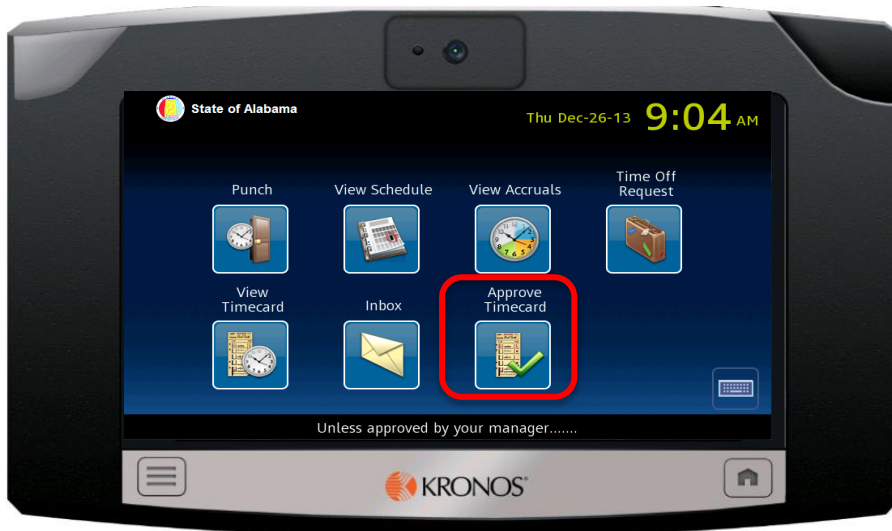 State of Alabama
Thu Dec-26-13 9:04 AM
Punch
View Schedule
View Accruals
Time Off
Request
View
Timecard
Inbox
Approve
Timecard
Unless approved by your manager.......
KRONOS